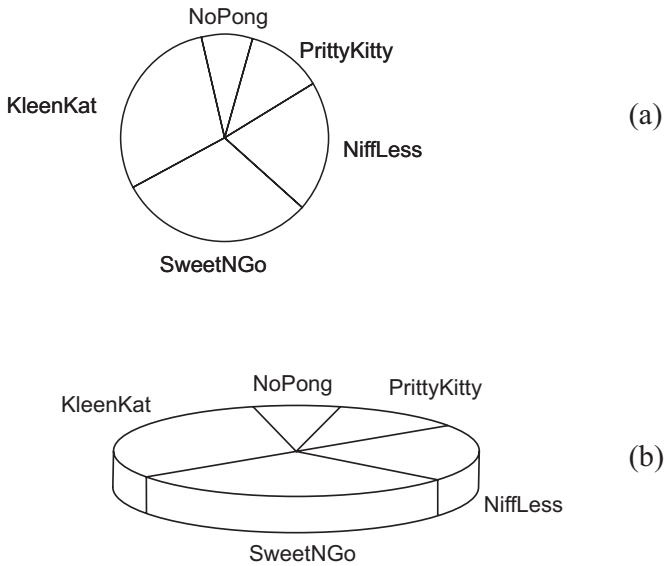 NoPong
PrittyKitty
KleenKat
(a)
NiffLess
SweetNGo
NoPong
PrittyKitty
KleenKat
(b)
NiffLess
SweetNGo